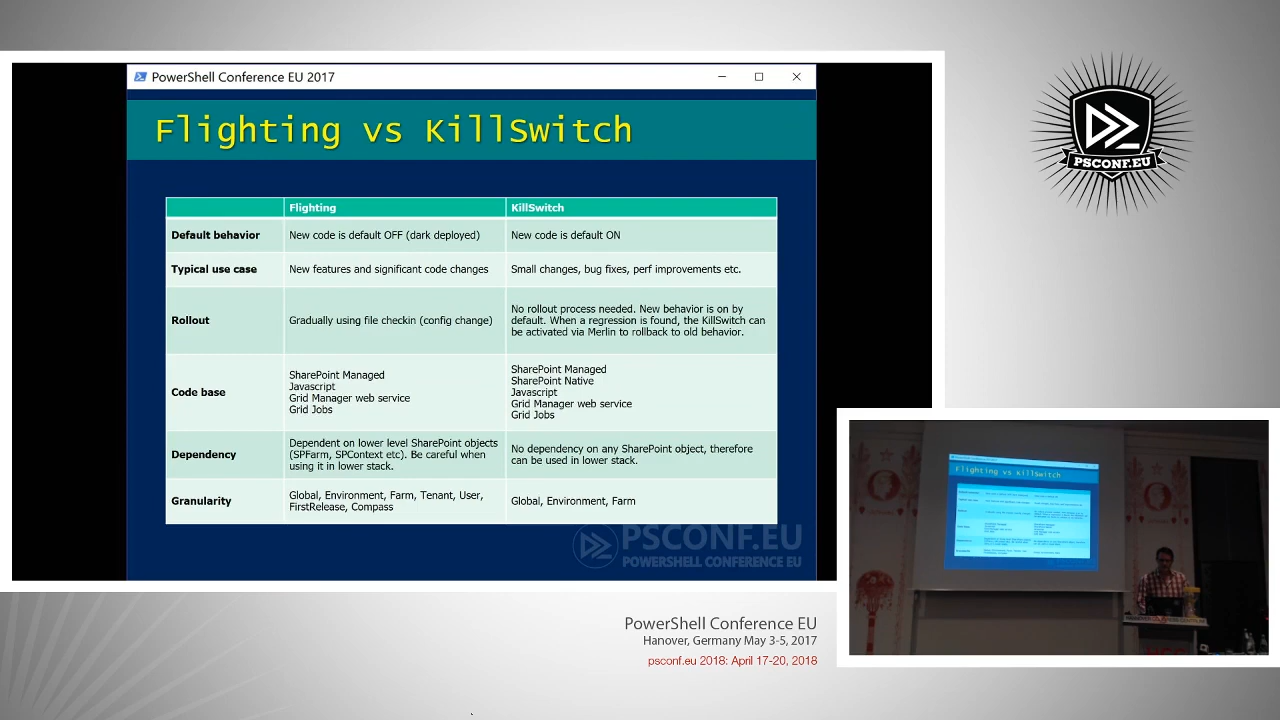 PowerShell Conference EU 2017
Flighting vs KillSwitch
Flighting
KillSwitch
Default behavior
New code is default OFF (dark deployed)
New code is default ON
Typical use case
New features and significant code changes
Small changes, bug fixes, perf improvements etc.
Rollout
Gradually using file checkin (config change)
No rollout process needed. New behavior is on by
default. When a regression is found, the KillSwitch can
be activated via Merlin to rollback to old behavior.
Code base
SharePoint Managed
Javascript
Grid Manager web service
Grid Jobs
SharePoint Managed
SharePoint Native
Javascript
Grid Manager web service
Grid Jobs
Dependency
Dependent on lower level SharePoint objects
(SPFarm, SPContext etc). Be careful when
using it in lower stack.
No dependency on any SharePoint object, therefore
can be used in lower stack.
Granularity
Global, Environment, Farm, Tenant, User,
FirstRelease, Compass
Global, Environment, Farm
PSCONF.EU
POWERSHELL CONFERENCE EU
PSCONF.EU
Flighting vs KillSwitch
PowerShell Conference EU
Hanover, Germany May 3-5, 2017
psconf.eu 2018: April 17-20, 2018